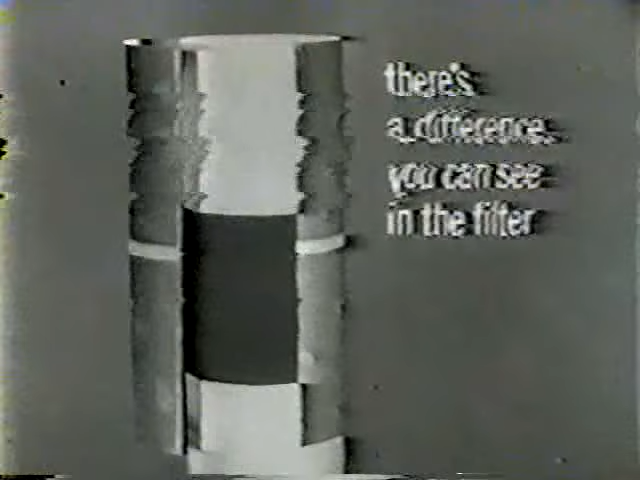 there's
a difference
you can see
in the filter